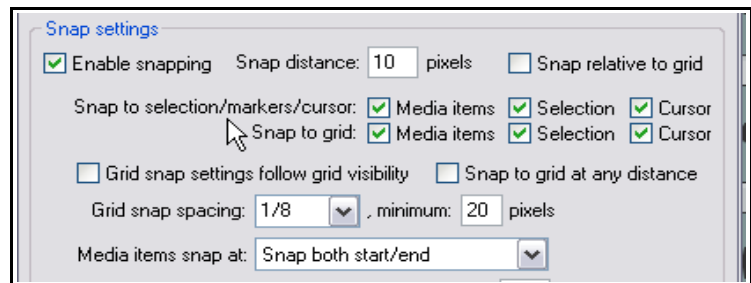 Snap settings
Enable snapping Snap distance: 10 pixels Snap relative to grid
Snap to selection/markers/cursor: Media items Selection Cursor
Snap to grid: Media items Selection Cursor
Grid snap settings follow grid visibility Snap to grid at any distance
Grid snap spacing: 1/8 , minimum: 20 pixels
Media items snap at: Snap both start/end